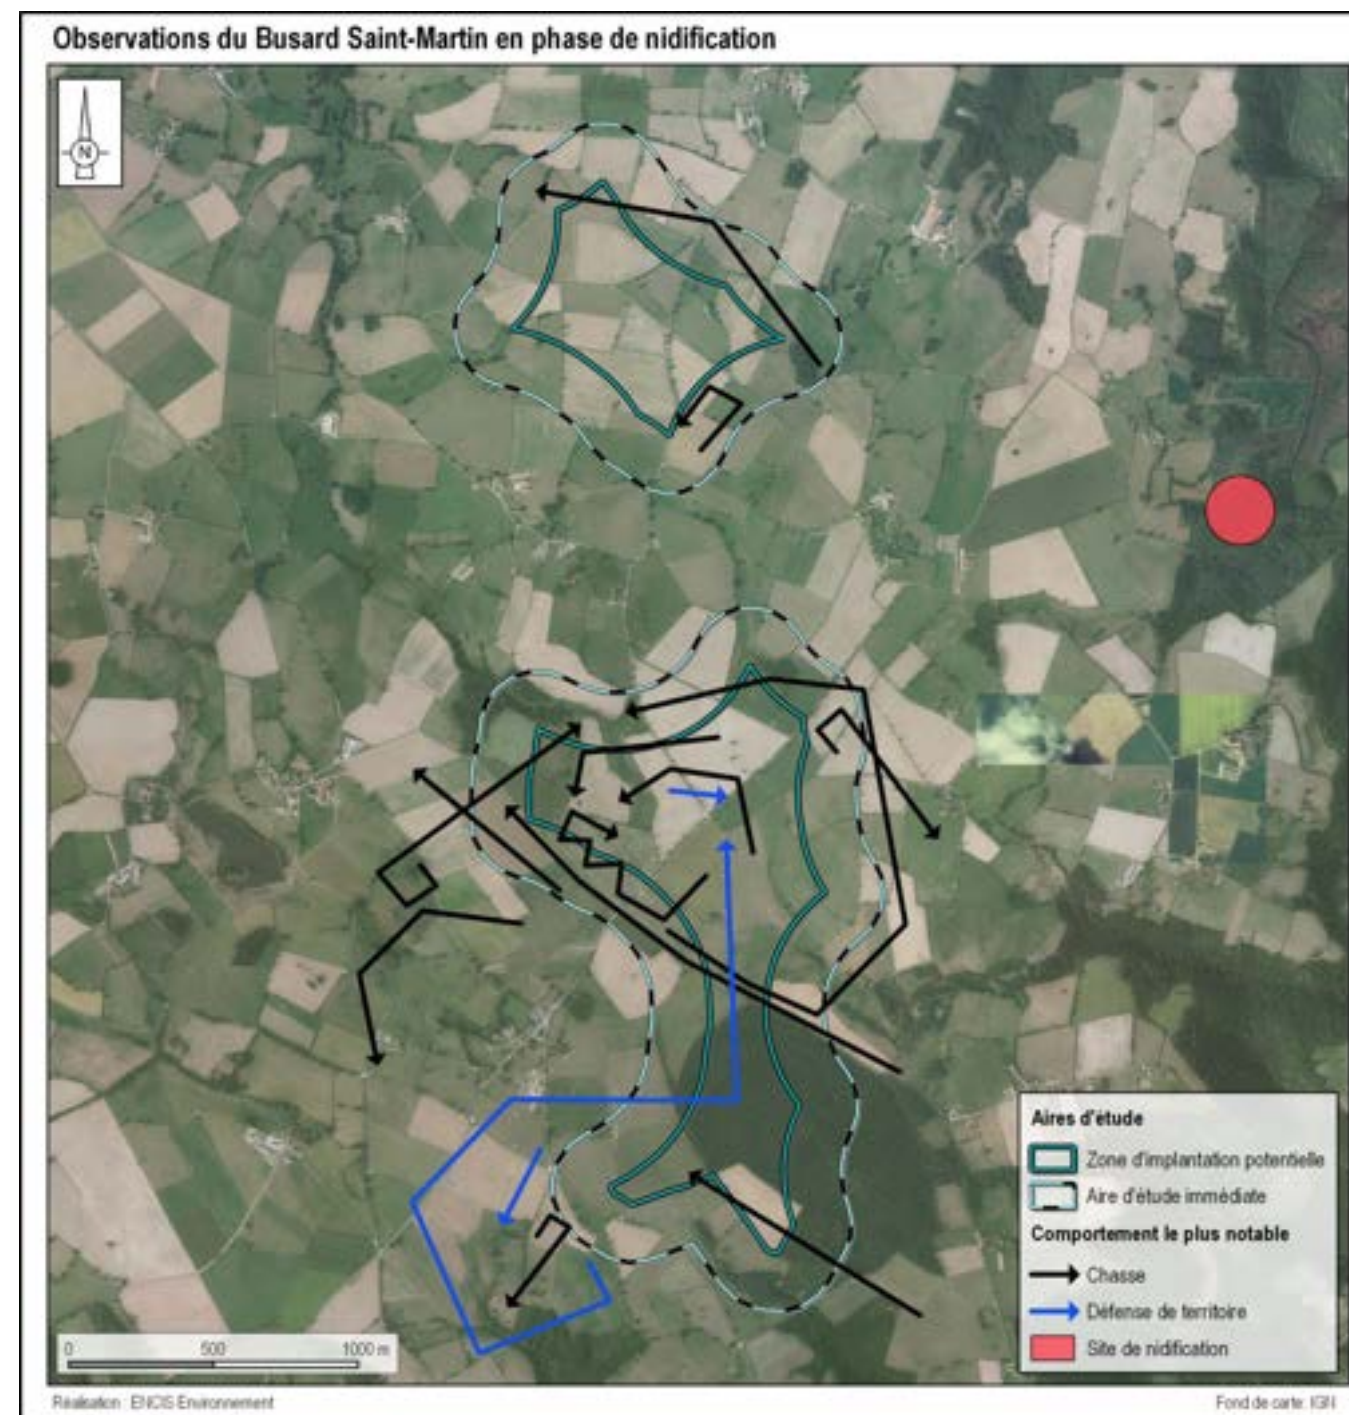 Observations du Busard Saint-Martin en phase de nidification
N
Aires d'étude
Zone d'implantation potentielle
Aire d'étude immédiate
Comportement le plus notable
Chasse
Défense de territoire
Site de nidification
0 500 1000 m
Réalisation : ENCIS Environnement
Fond de carte: IGN